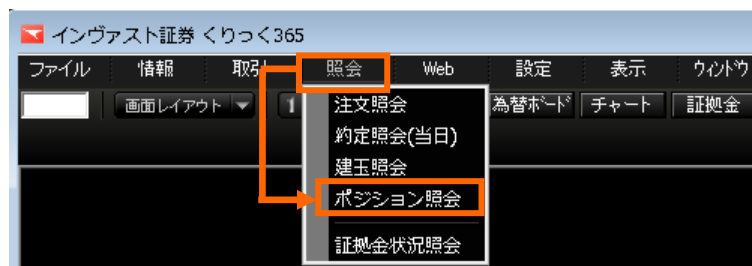 インヴァスト証券 くりっく365
ファイル 情報 取引 照会 Web 設定 表示 ウィンドウ
画面レイアウト 1 為替ボード チャート 証拠金
注文照会
約定照会(当日)
建玉照会
ポジション照会
証拠金状況照会